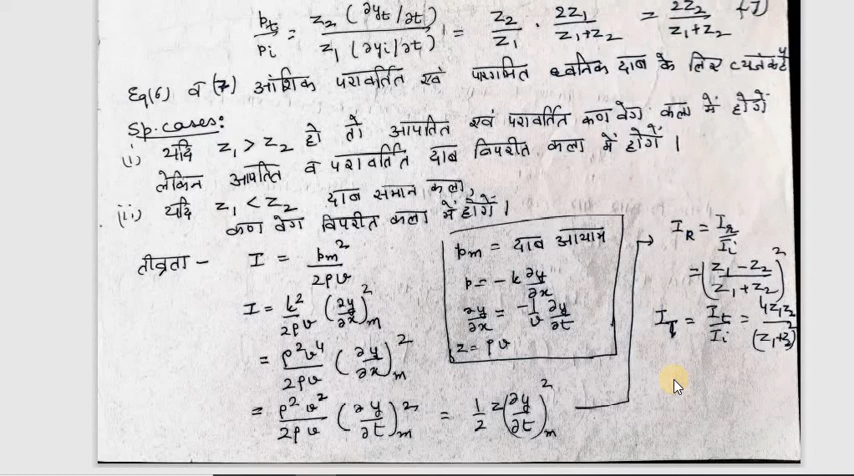 pt/pi = Z2 (∂yt/∂t) / Z1 (∂yi/∂t) = Z2/Z1 . 2Z1/(Z1+Z2) = 2Z2/(Z1+Z2) -(7)
Eq(6) व (7) आंशिक परावर्तित एवं पारगमित ध्वनिक दाब के लिए व्यंजक है
Sp. cases:
(i) यदि Z1 > Z2 हो तो आपतित एवं परावर्तित कण वेग कला में होंगे
लेकिन आपतित व परावर्तित दाब विपरीत कला में होंगे।
(ii) यदि Z1 < Z2 दाब समान कला,
कण वेग विपरीत कला में होंगे।
तीव्रता - I = pm²/2ρv
I = k²/2ρv (∂y/∂x)²m
= ρ²v⁴/2ρv (∂y/∂x)²m
= ρ²v²/2ρv (∂y/∂t)²m = 1/2 Z (∂y/∂t)²m
pm = दाब आयाम
p = -k ∂y/∂x
∂y/∂x = -1/v ∂y/∂t
Z = ρv
IR = Ir/Ii
= (Z1-Z2/Z1+Z2)²
IT = It/Ii = 4Z1Z2/(Z1+Z2)²